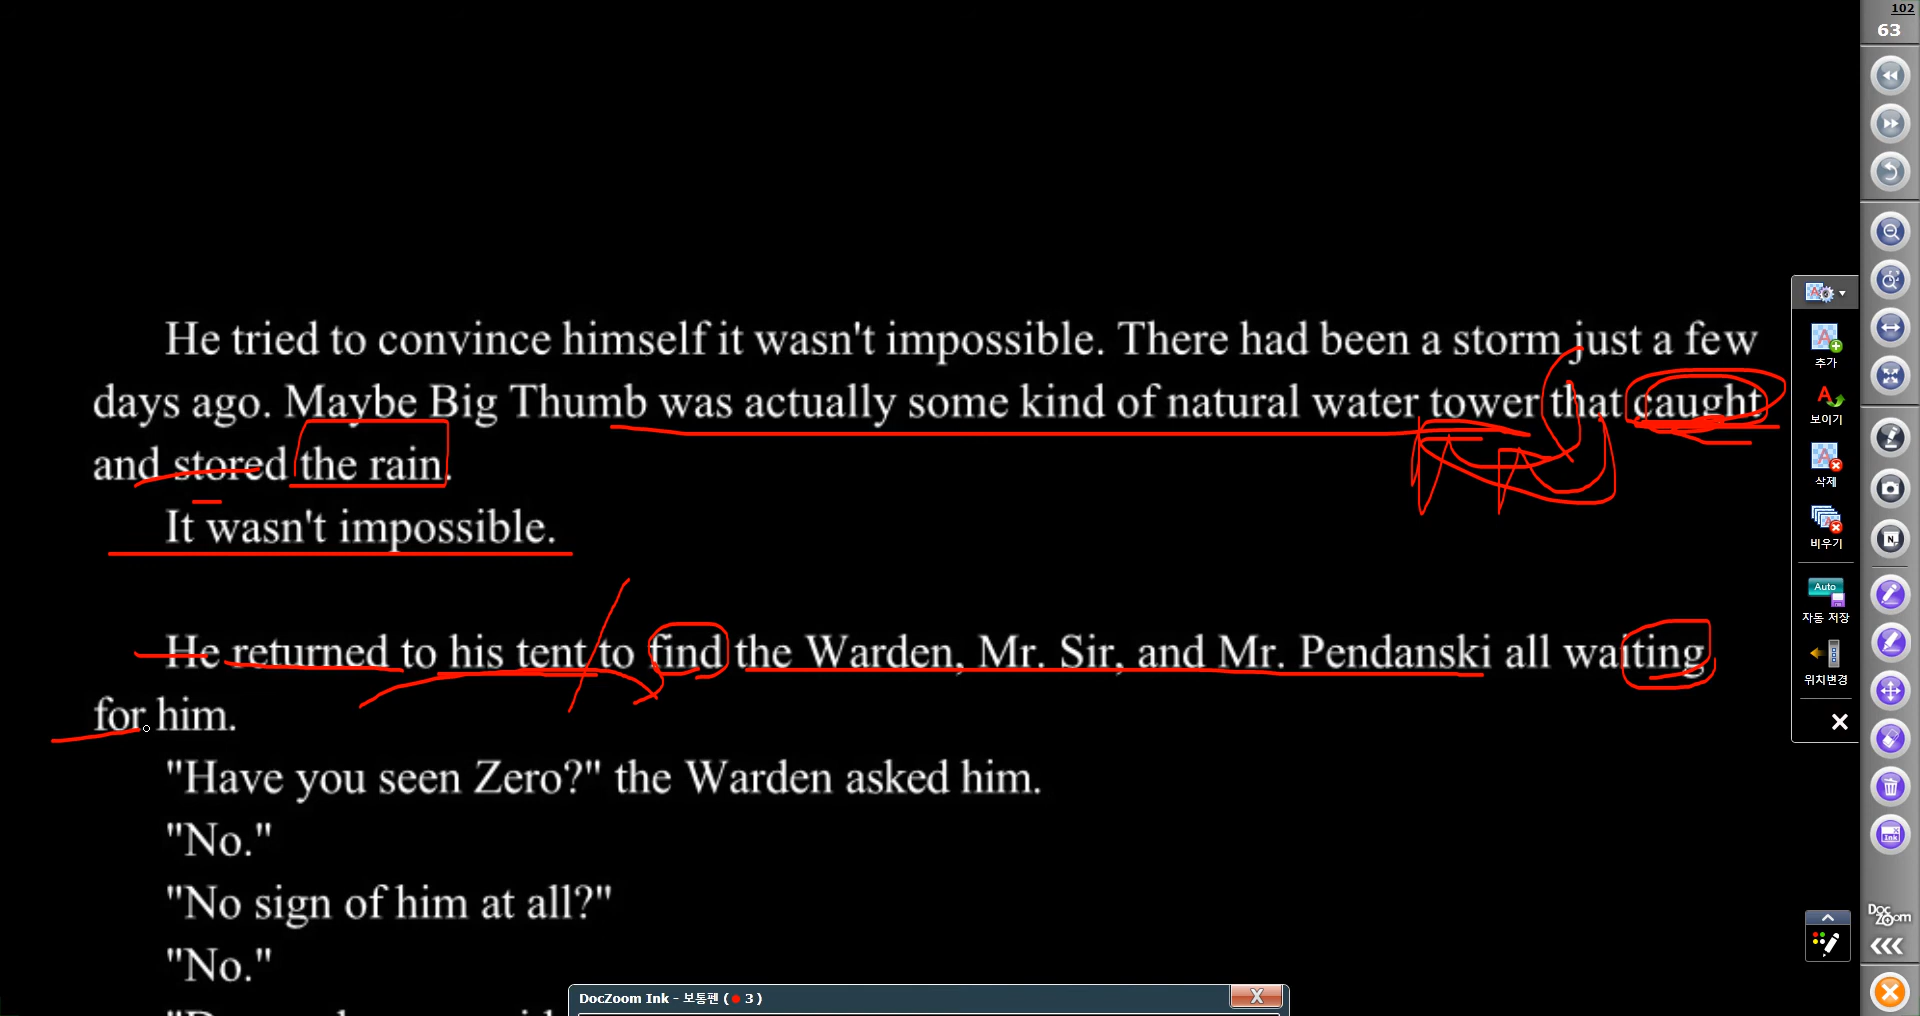 102
63
He tried to convince himself it wasn't impossible. There had been a storm just a few
days ago. Maybe Big Thumb was actually some kind of natural water tower that caught
and stored the rain.
It wasn't impossible.
He returned to his tent to find the Warden, Mr. Sir, and Mr. Pendanski all waiting
for him.
"Have you seen Zero?" the Warden asked him.
"No."
"No sign of him at all?"
"No."
추가
보이기
삭제
비우기
Auto
자동 저장
위치변경
Doc
Zoom
DocZoom Ink - 보통펜 ( 3 )